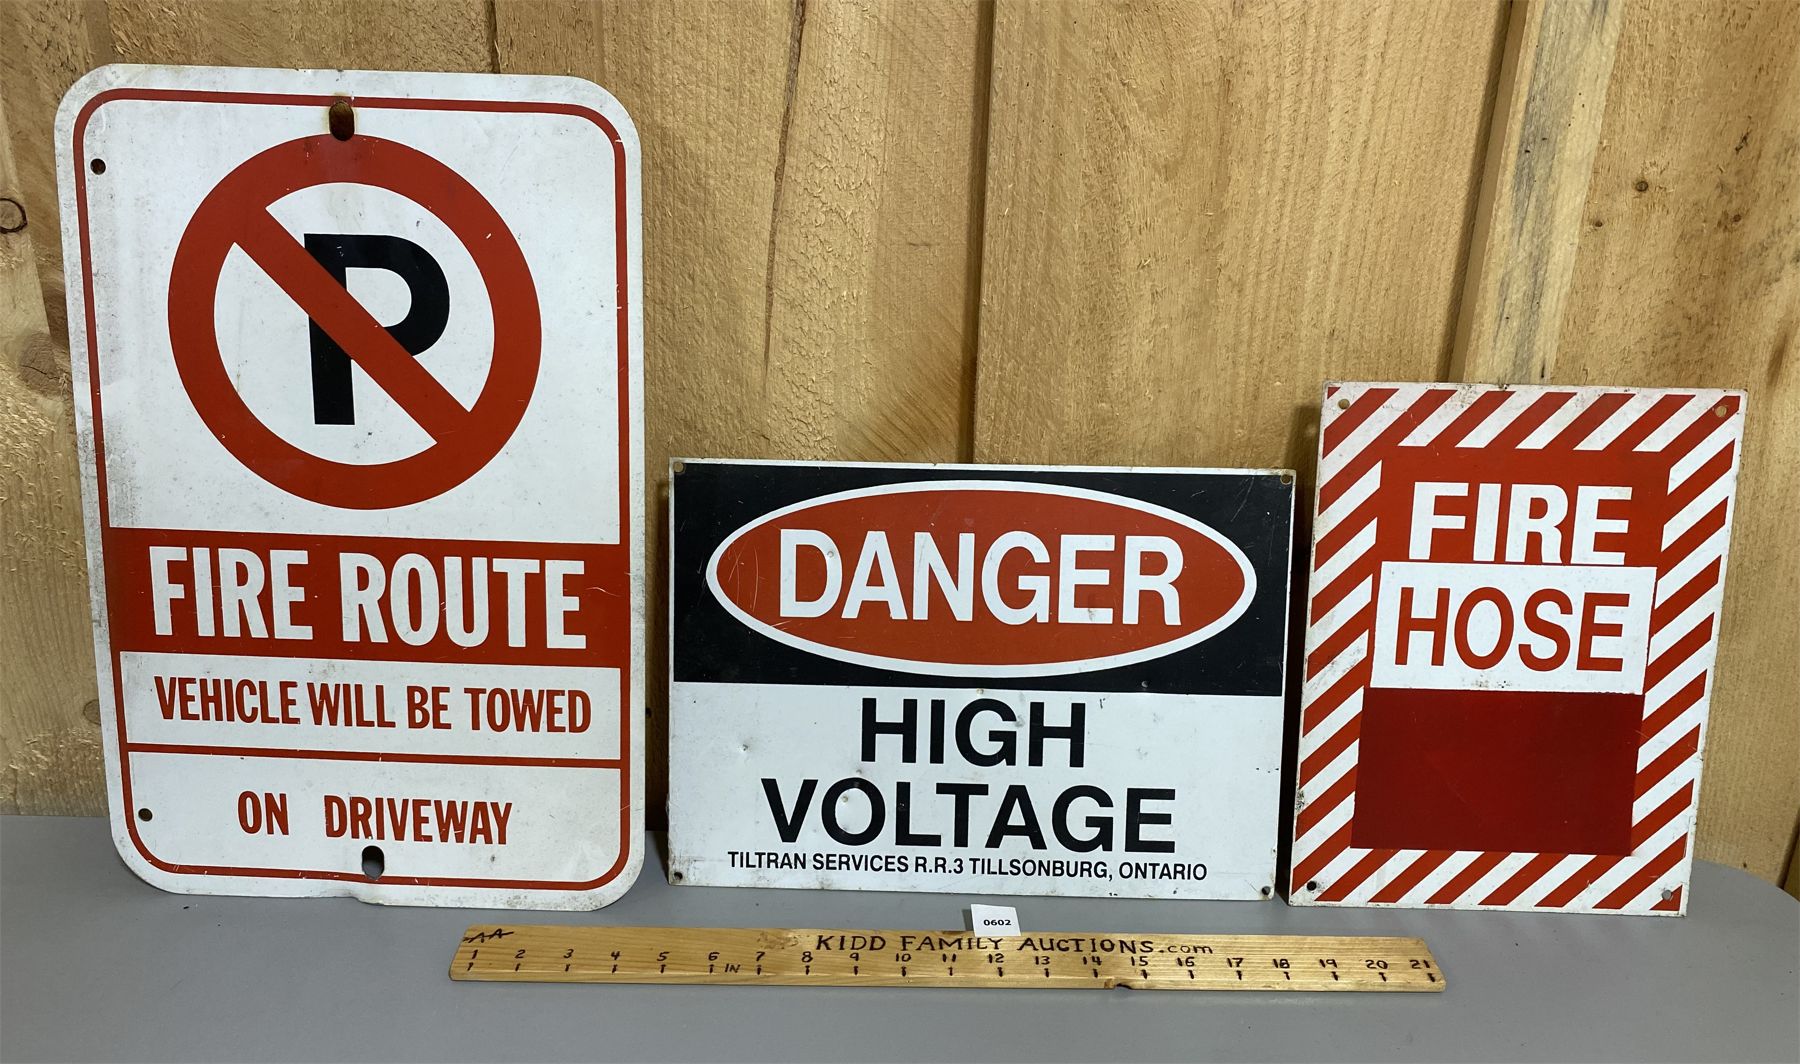 P
FIRE ROUTE
VEHICLE WILL BE TOWED
ON DRIVEWAY
DANGER
HIGH
VOLTAGE
TILTRAN SERVICES R.R.3 TILLSONBURG, ONTARIO
FIRE
HOSE
0602
AA
KIDD FAMILY AUCTIONS.com
1 2 3 4 5 6 IN 7 8 9 10 11 12 13 14 15 16 17 18 19 20 21